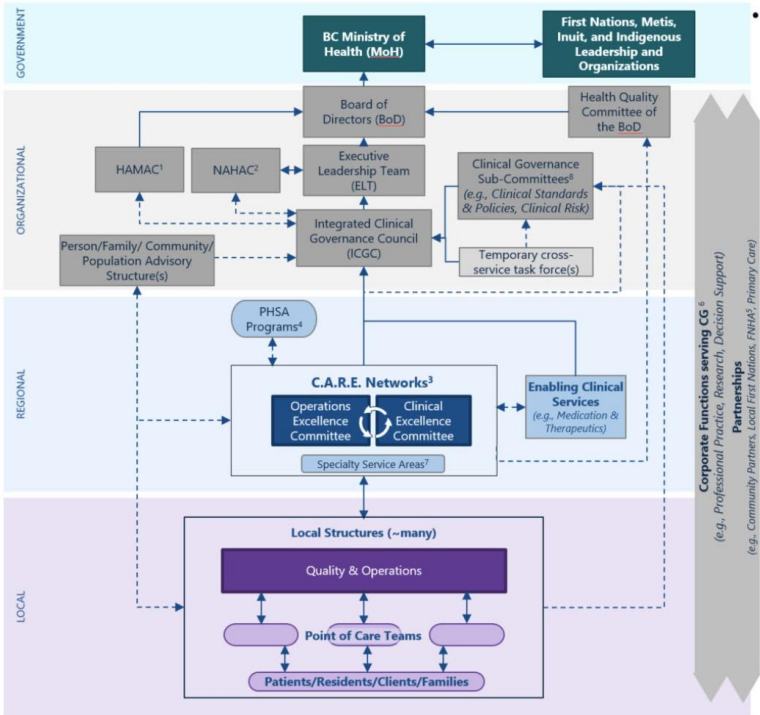 GOVERNMENT
BC Ministry of
Health (MoH)
First Nations, Metis,
Inuit, and Indigenous
Leadership and
Organizations
•
ORGANIZATIONAL
Board of
Directors (BoD)
Health Quality
Committee of
the BoD
HAMAC¹
NAHAC²
Executive
Leadership Team
(ELT)
Clinical Governance
Sub-Committees⁸
(e.g., Clinical Standards
& Policies, Clinical Risk)
Integrated Clinical
Governance Council
(ICGC)
Person/Family/ Community/
Population Advisory
Structure(s)
Temporary cross-
service task force(s)
REGIONAL
PHSA
Programs⁴
C.A.R.E. Networks³
Operations
Excellence
Committee
Clinical
Excellence
Committee
Specialty Service Areas⁷
Enabling Clinical
Services
(e.g., Medication &
Therapeutics)
LOCAL
Local Structures (~many)
Quality & Operations
Point of Care Teams
Patients/Residents/Clients/Families
Corporate Functions serving CG ⁶
(e.g., Professional Practice, Research, Decision Support)
Partnerships
(e.g., Community Partners, Local First Nations, FNHA⁵, Primary Care)